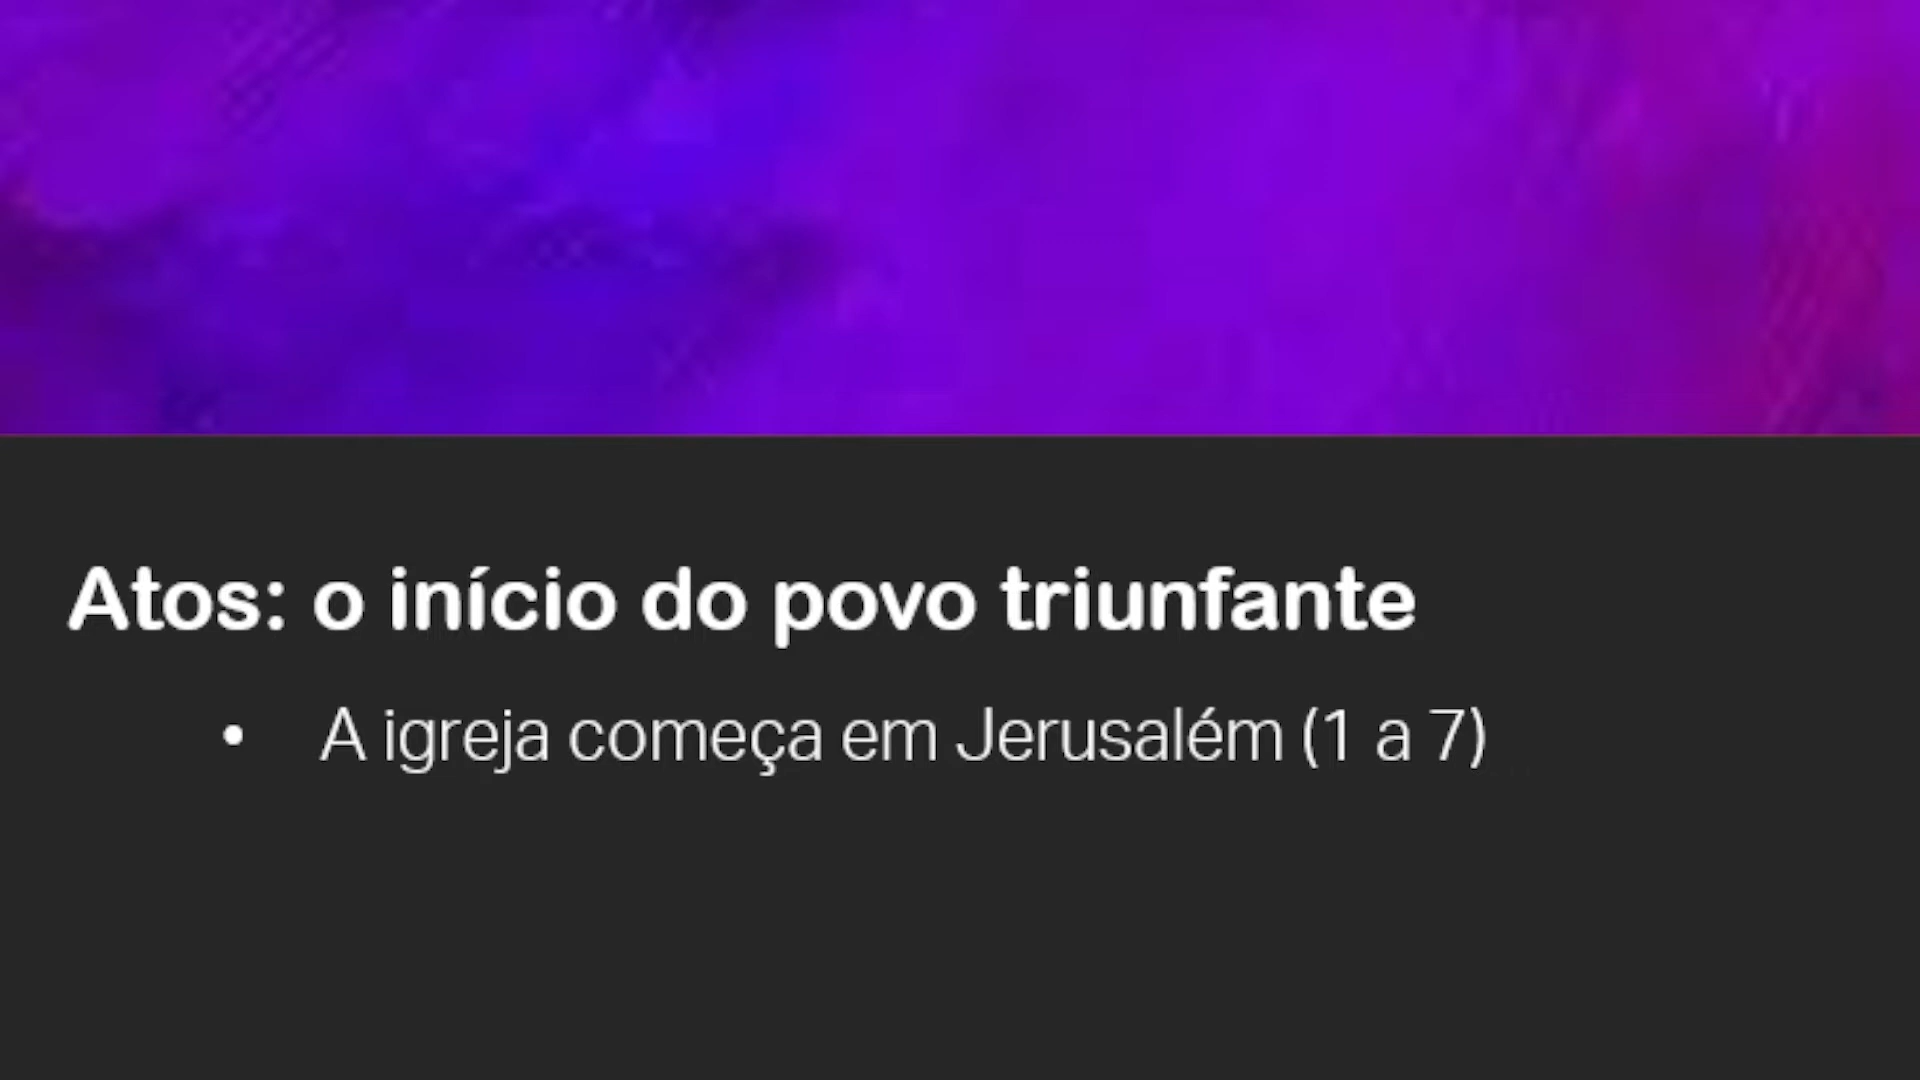 Atos: o início do povo triunfante
• A igreja começa em Jerusalém (1 a 7)